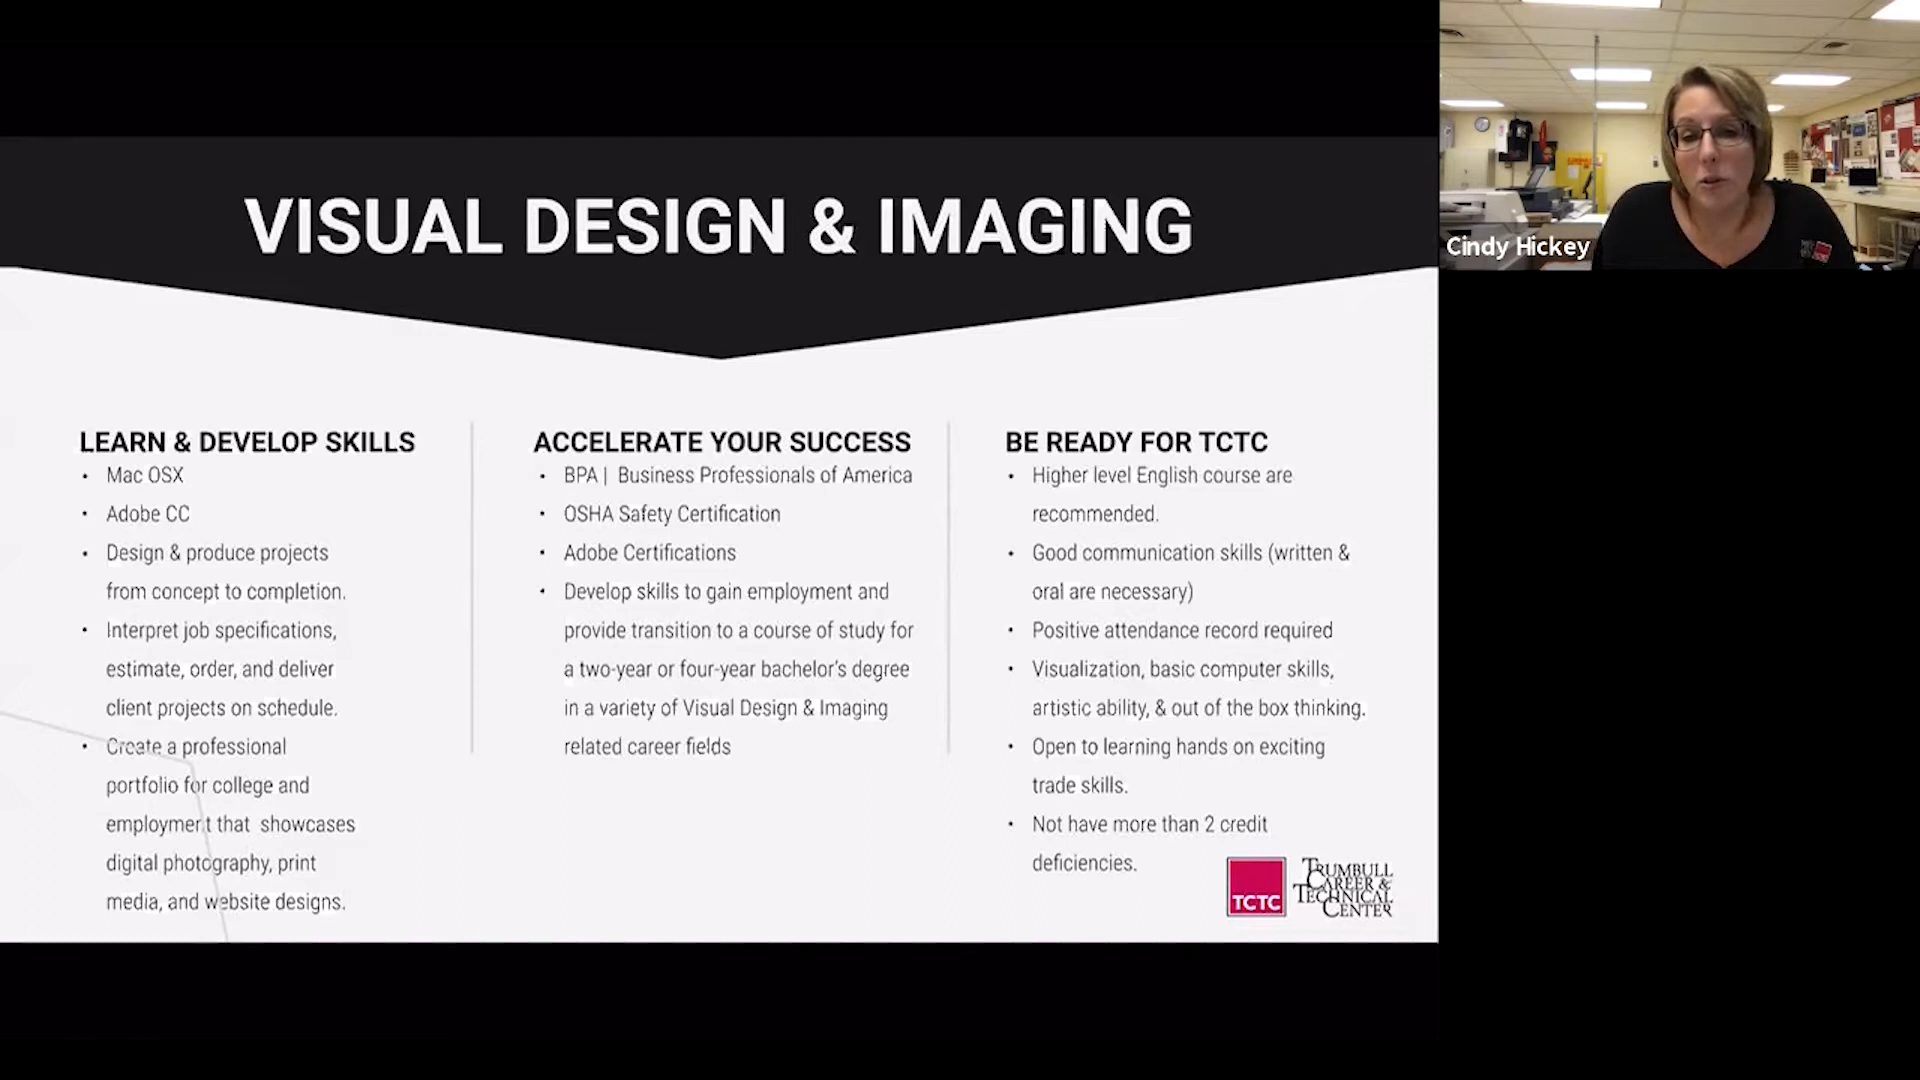 VISUAL DESIGN & IMAGING
LEARN & DEVELOP SKILLS
• Mac OSX
• Adobe CC
• Design & produce projects
from concept to completion.
• Interpret job specifications,
estimate, order, and deliver
client projects on schedule.
• Create a professional
portfolio for college and
employment that showcases
digital photography, print
media, and website designs.
ACCELERATE YOUR SUCCESS
• BPA | Business Professionals of America
• OSHA Safety Certification
• Adobe Certifications
• Develop skills to gain employment and
provide transition to a course of study for
a two-year or four-year bachelor's degree
in a variety of Visual Design & Imaging
related career fields
BE READY FOR TCTC
• Higher level English course are
recommended.
• Good communication skills (written &
oral are necessary)
• Positive attendance record required
• Visualization, basic computer skills,
artistic ability, & out of the box thinking.
• Open to learning hands on exciting
trade skills.
• Not have more than 2 credit
deficiencies.
TCTC
TRUMBULL
CAREER &
TECHNICAL
CENTER
Cindy Hickey